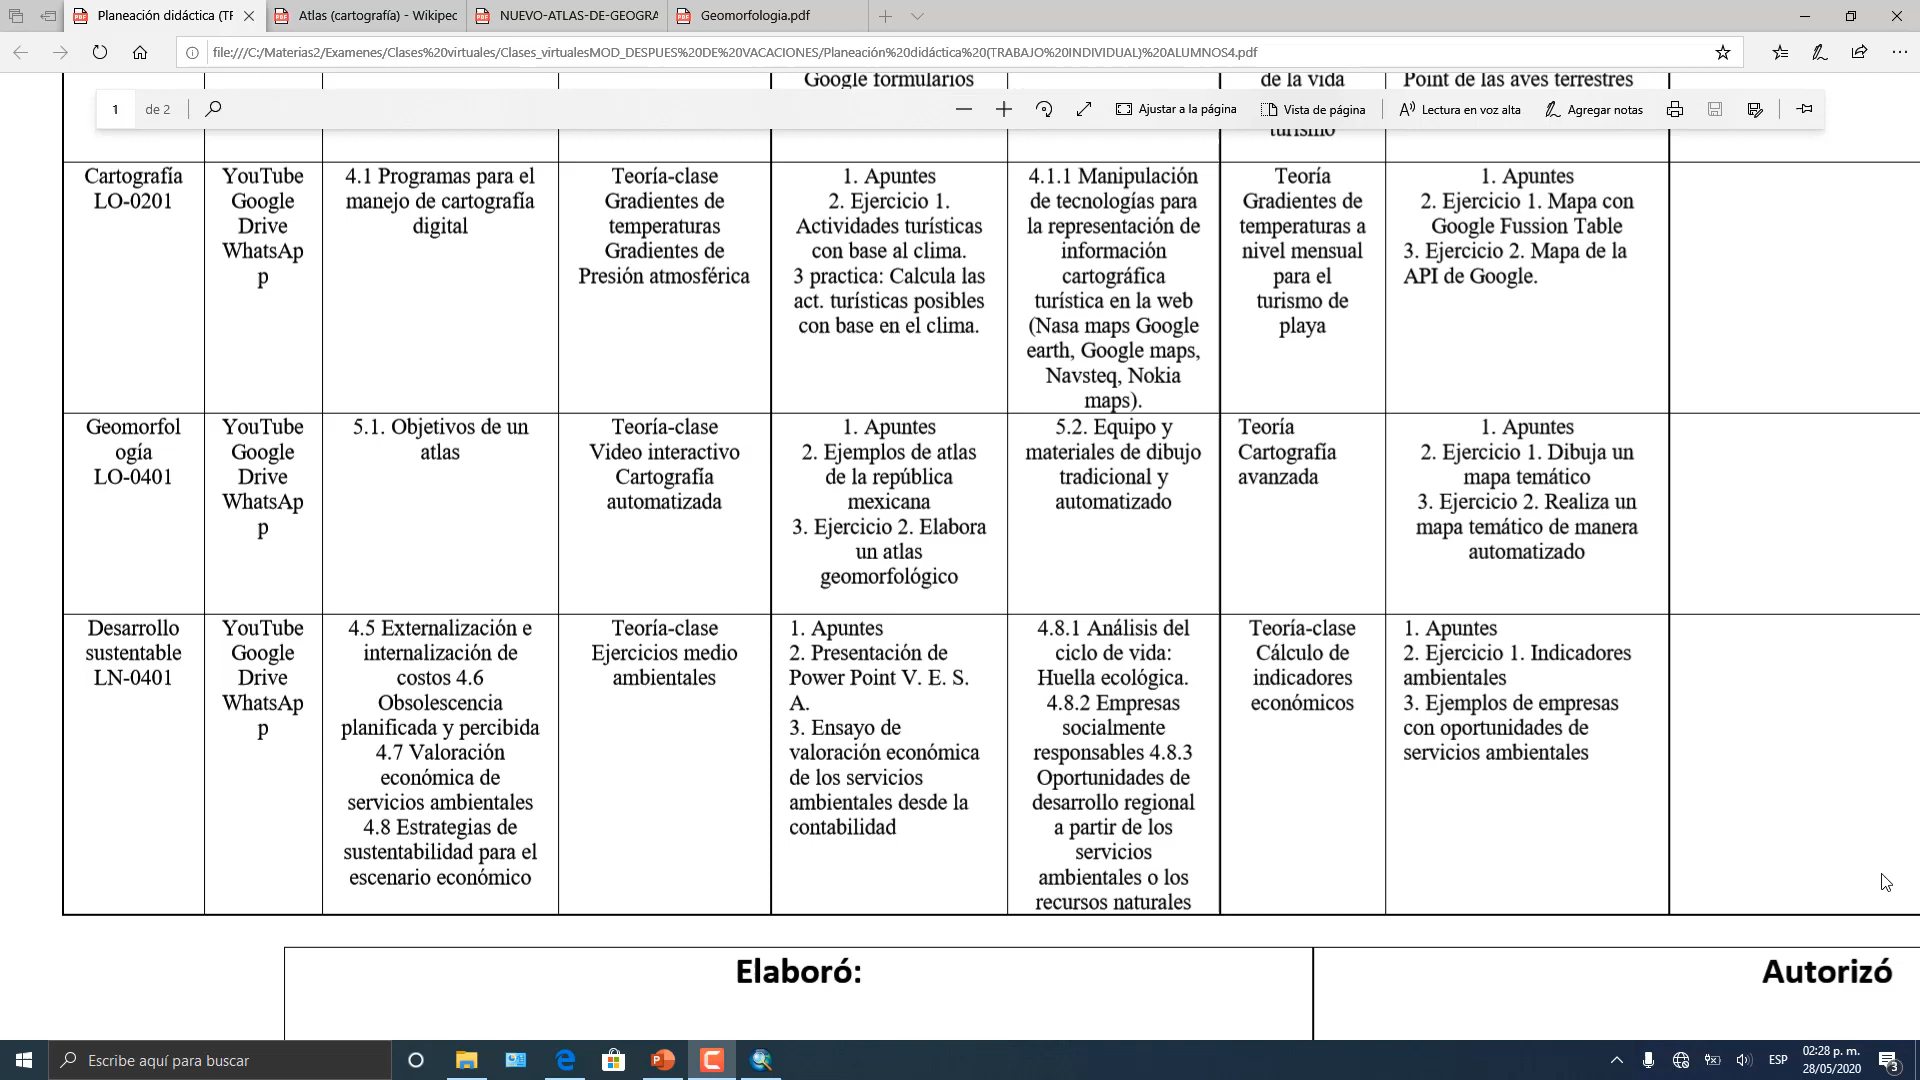 Planeación didáctica (TF
Atlas (cartografía) - Wikipec
NUEVO-ATLAS-DE-GEOGRA
Geomorfologia.pdf
file:///C:/Materias2/Examenes/Clases%20virtuales/Clases_virtualesMOD_DESPUES%20DE%20VACACIONES/Planeación%20didáctica%20(TRABAJO%20INDIVIDUAL)%20ALUMNOS4.pdf
Google formularios
de la vida
Point de las aves terrestres
1 de 2
Ajustar a la página
Vista de página
Lectura en voz alta
Agregar notas
turismo
Cartografía
LO-0201
YouTube
Google
Drive
WhatsAp
p
4.1 Programas para el
manejo de cartografía
digital
Teoría-clase
Gradientes de
temperaturas
Gradientes de
Presión atmosférica
1. Apuntes
2. Ejercicio 1.
Actividades turísticas
con base al clima.
3 practica: Calcula las
act. turísticas posibles
con base en el clima.
4.1.1 Manipulación
de tecnologías para
la representación de
información
cartográfica
turística en la web
(Nasa maps Google
earth, Google maps,
Navsteq, Nokia
maps).
Teoría
Gradientes de
temperaturas a
nivel mensual
para el
turismo de
playa
1. Apuntes
2. Ejercicio 1. Mapa con
Google Fussion Table
3. Ejercicio 2. Mapa de la
API de Google.
Geomorfol
ogía
LO-0401
YouTube
Google
Drive
WhatsAp
p
5.1. Objetivos de un
atlas
Teoría-clase
Video interactivo
Cartografía
automatizada
1. Apuntes
2. Ejemplos de atlas
de la república
mexicana
3. Ejercicio 2. Elabora
un atlas
geomorfológico
5.2. Equipo y
materiales de dibujo
tradicional y
automatizado
Teoría
Cartografía
avanzada
1. Apuntes
2. Ejercicio 1. Dibuja un
mapa temático
3. Ejercicio 2. Realiza un
mapa temático de manera
automatizado
Desarrollo
sustentable
LN-0401
YouTube
Google
Drive
WhatsAp
p
4.5 Externalización e
internalización de
costos 4.6
Obsolescencia
planificada y percibida
4.7 Valoración
económica de
servicios ambientales
4.8 Estrategias de
sustentabilidad para el
escenario económico
Teoría-clase
Ejercicios medio
ambientales
1. Apuntes
2. Presentación de
Power Point V. E. S.
A.
3. Ensayo de
valoración económica
de los servicios
ambientales desde la
contabilidad
4.8.1 Análisis del
ciclo de vida:
Huella ecológica.
4.8.2 Empresas
socialmente
responsables 4.8.3
Oportunidades de
desarrollo regional
a partir de los
servicios
ambientales o los
recursos naturales
Teoría-clase
Cálculo de
indicadores
económicos
1. Apuntes
2. Ejercicio 1. Indicadores
ambientales
3. Ejemplos de empresas
con oportunidades de
servicios ambientales
Elaboró:
Autorizó
Escribe aquí para buscar
ESP
02:28 p. m.
28/05/2020
3